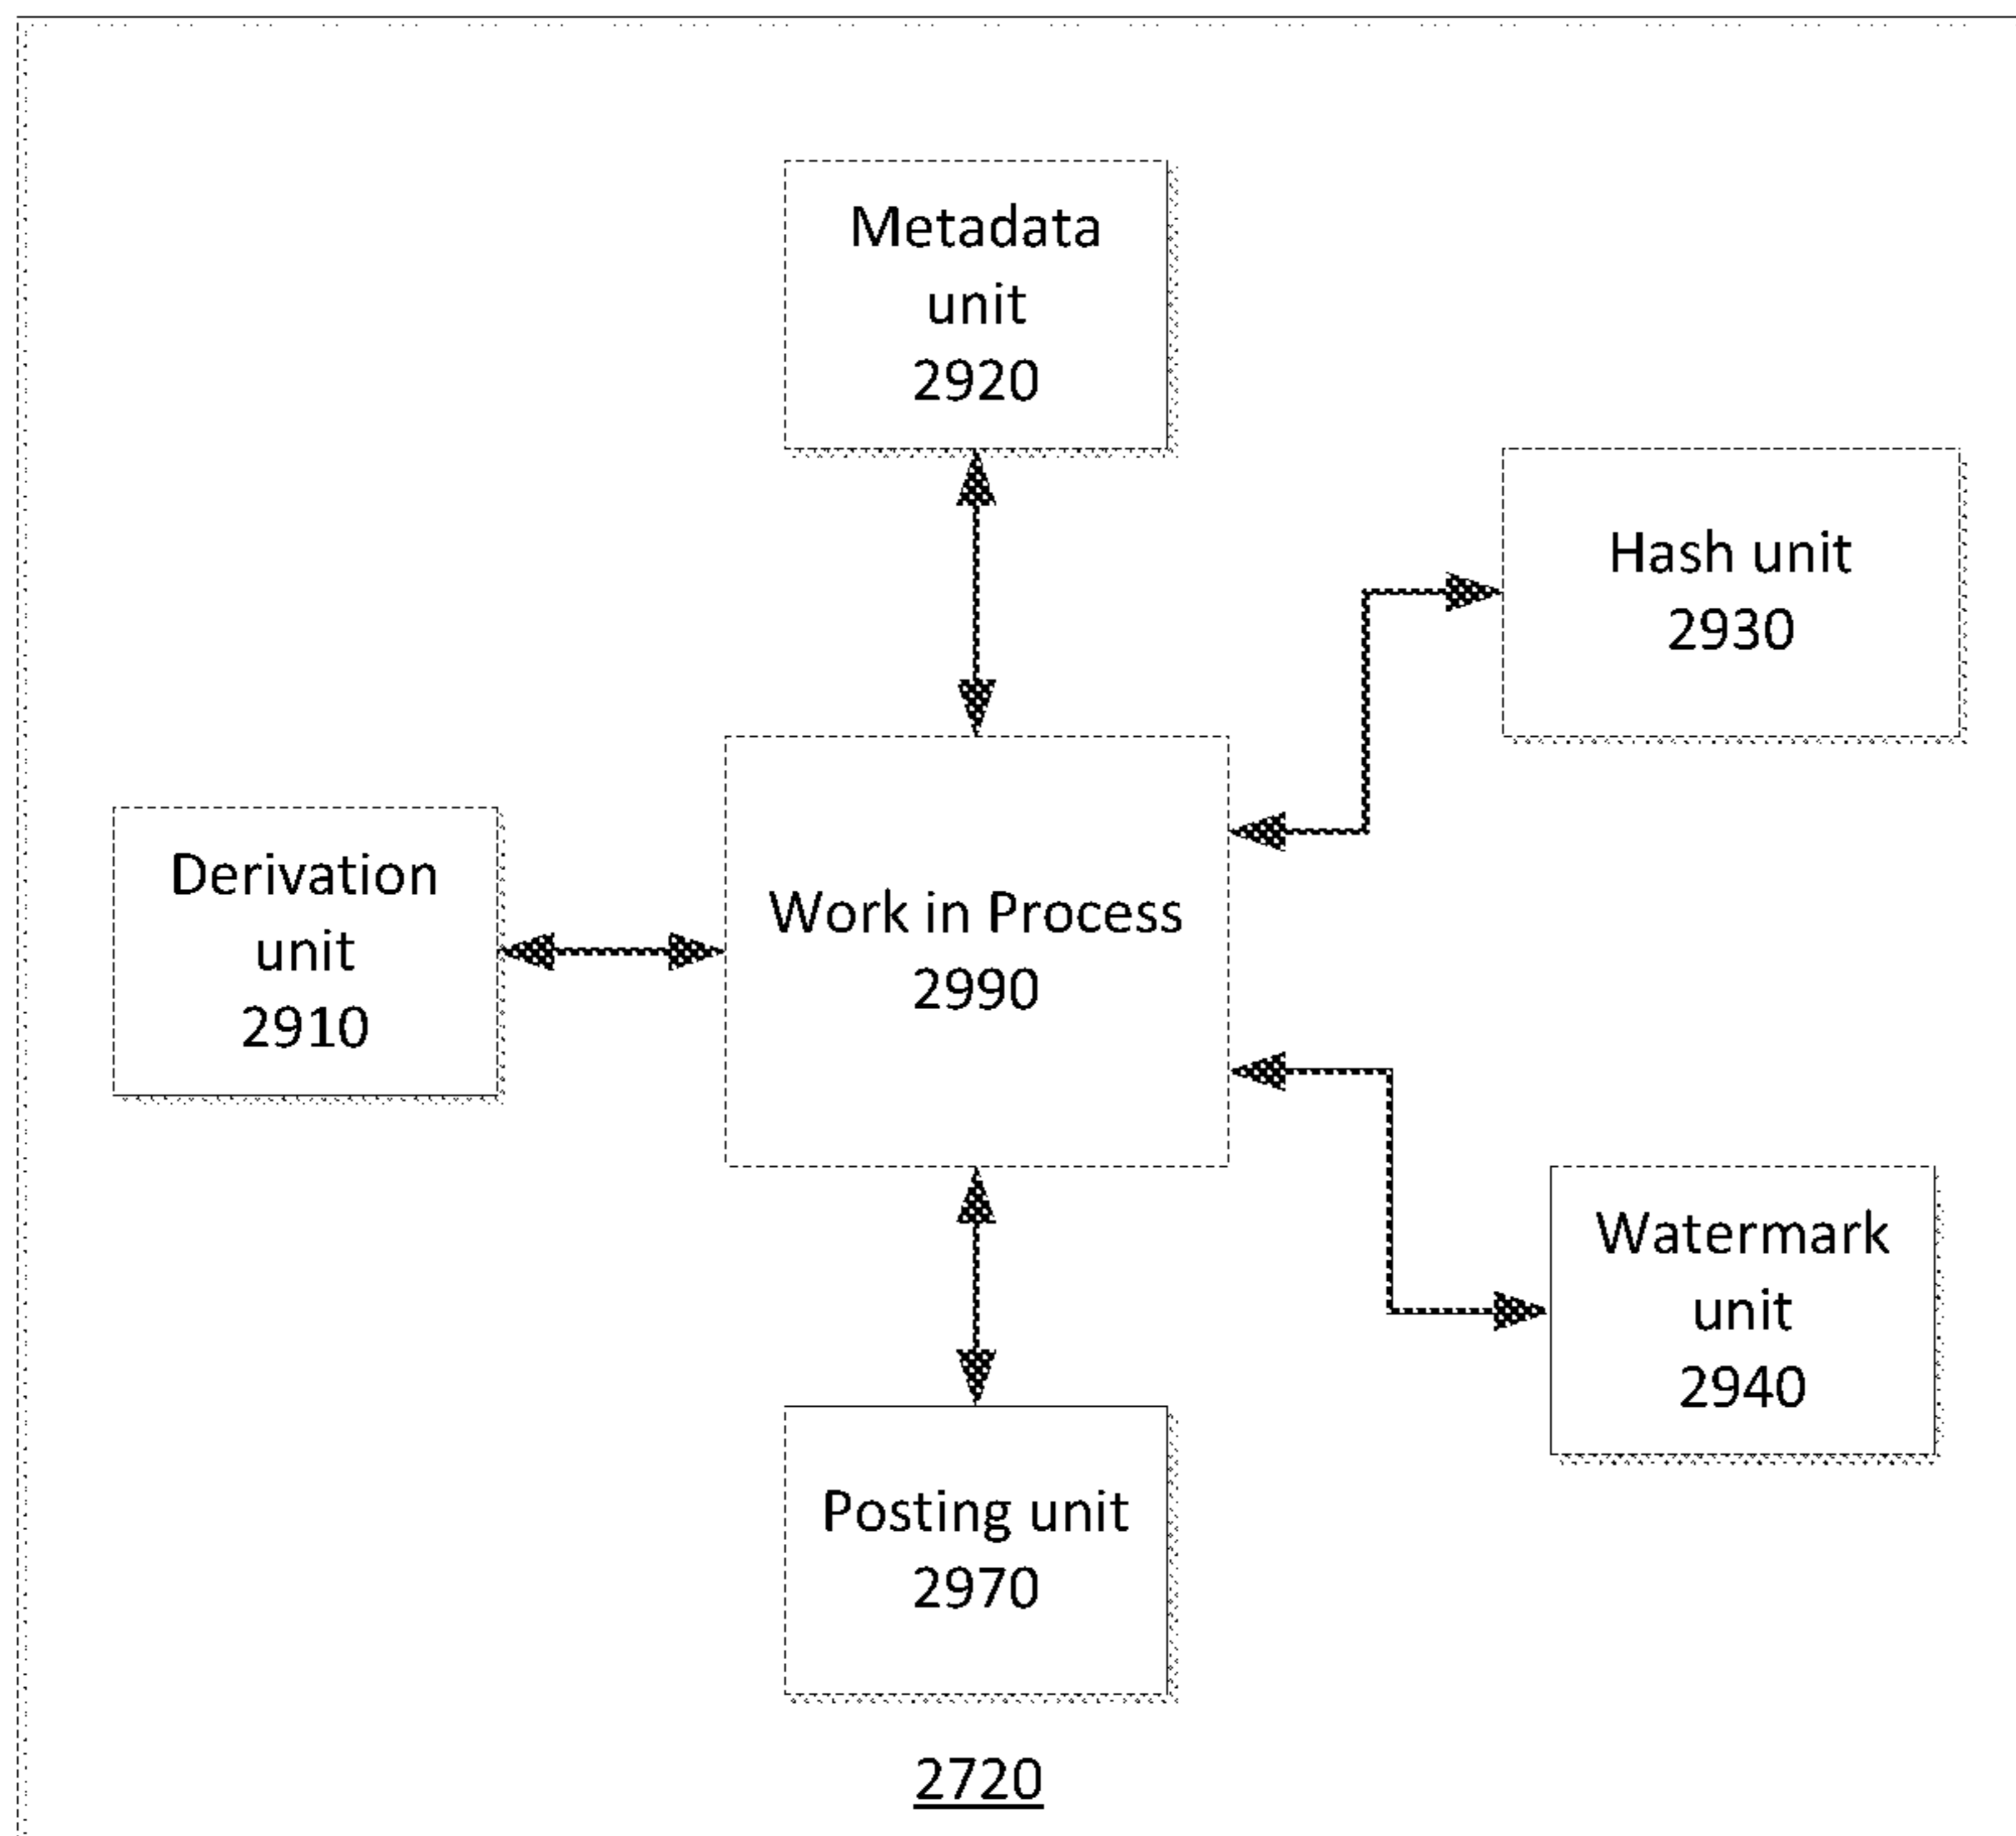 Metadata
unit
2920
Hash unit
2930
Derivation
unit
2910
Work in Process
2990
Watermark
unit
2940
Posting unit
2970
2720